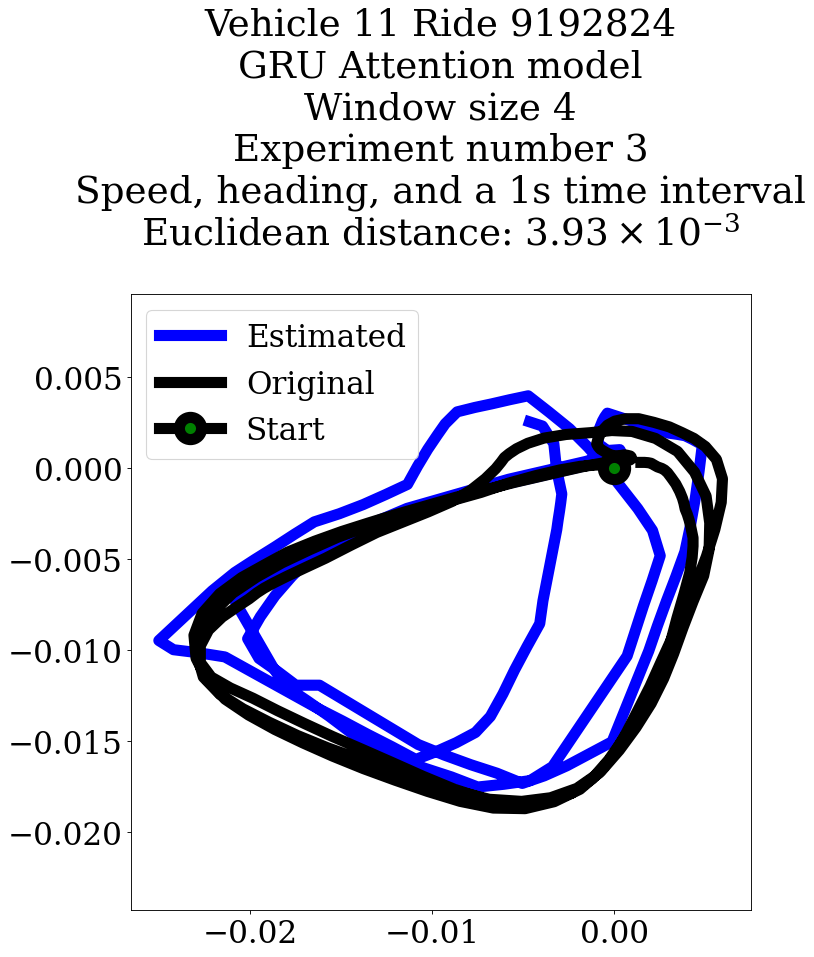 Vehicle 11 Ride 9192824
GRU Attention model
Window size 4
Experiment number 3
Speed, heading, and a 1s time interval
Euclidean distance: 3.93 × 10⁻³
Estimated
Original
Start
0.005
0.000
−0.005
−0.010
−0.015
−0.020
−0.02
−0.01
0.00